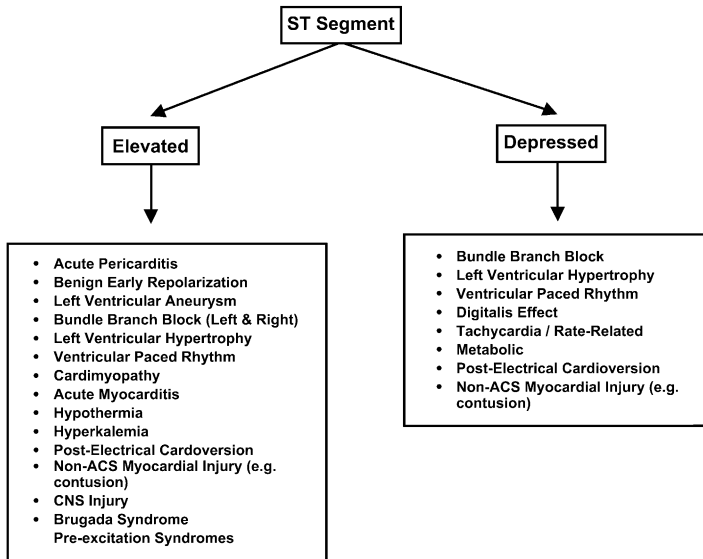 ST Segment
Elevated
Depressed
• Acute Pericarditis
• Benign Early Repolarization
• Left Ventricular Aneurysm
• Bundle Branch Block (Left & Right)
• Left Ventricular Hypertrophy
• Ventricular Paced Rhythm
• Cardimyopathy
• Acute Myocarditis
• Hypothermia
• Hyperkalemia
• Post-Electrical Cardoversion
• Non-ACS Myocardial Injury (e.g.
contusion)
• CNS Injury
• Brugada Syndrome
Pre-excitation Syndromes
• Bundle Branch Block
• Left Ventricular Hypertrophy
• Ventricular Paced Rhythm
• Digitalis Effect
• Tachycardia / Rate-Related
• Metabolic
• Post-Electrical Cardioversion
• Non-ACS Myocardial Injury (e.g.
contusion)